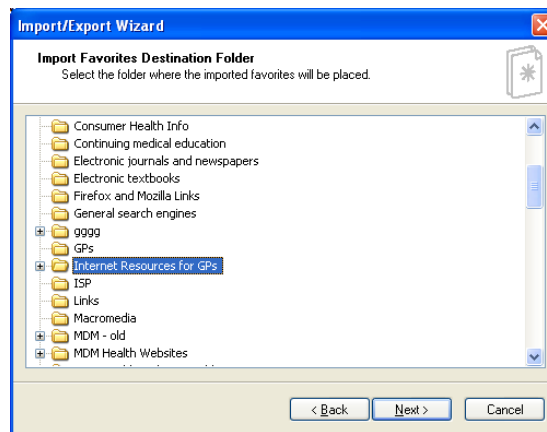 Import/Export Wizard
Import Favorites Destination Folder
Select the folder where the imported favorites will be placed.
Consumer Health Info
Continuing medical education
Electronic journals and newspapers
Electronic textbooks
Firefox and Mozilla Links
General search engines
gggg
GPs
Internet Resources for GPs
ISP
Links
Macromedia
MDM - old
MDM Health Websites
< Back Next > Cancel